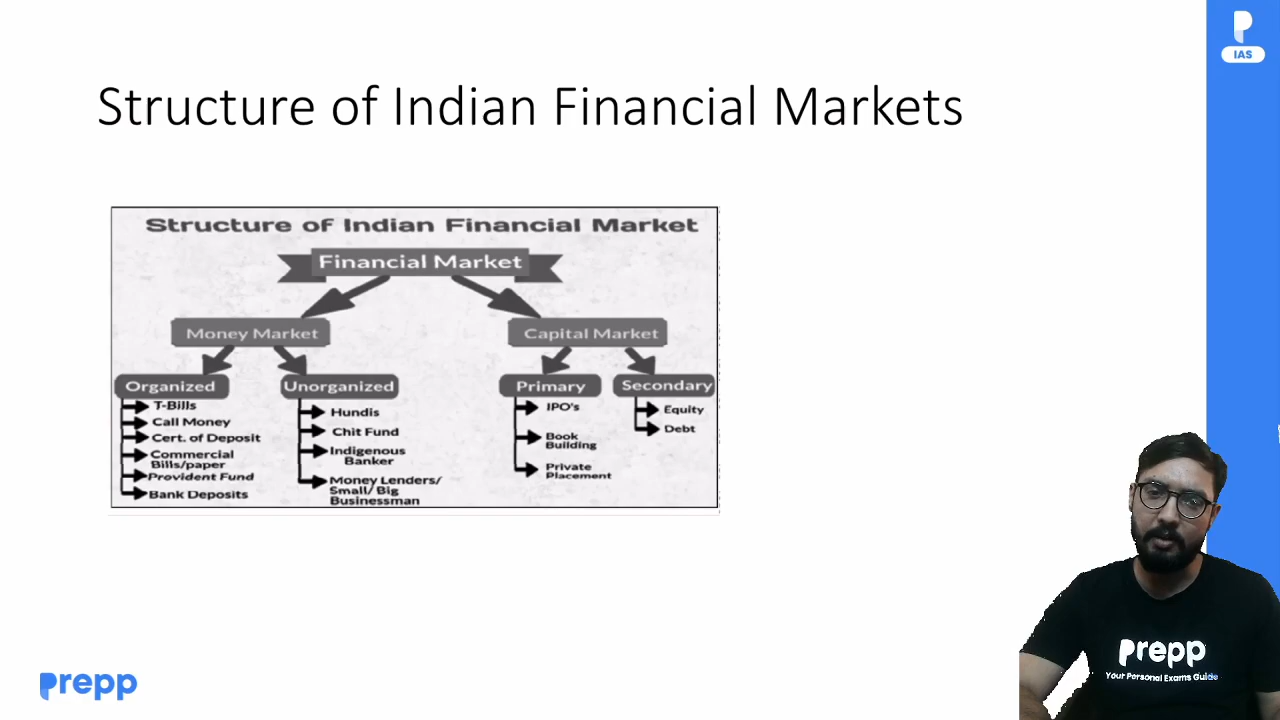 IAS
Structure of Indian Financial Markets
Structure of Indian Financial Market
Financial Market
Money Market
Capital Market
Organized
Unorganized
Primary
Secondary
T-Bills
Call Money
Cert. of Deposit
Commercial
Bills/paper
Provident Fund
Bank Deposits
Hundis
Chit Fund
Indigenous
Banker
Money Lenders/
Small/ Big
Businessman
IPO's
Book
Building
Private
Placement
Equity
Debt
prepp
Your Personal Exams Guide
prepp